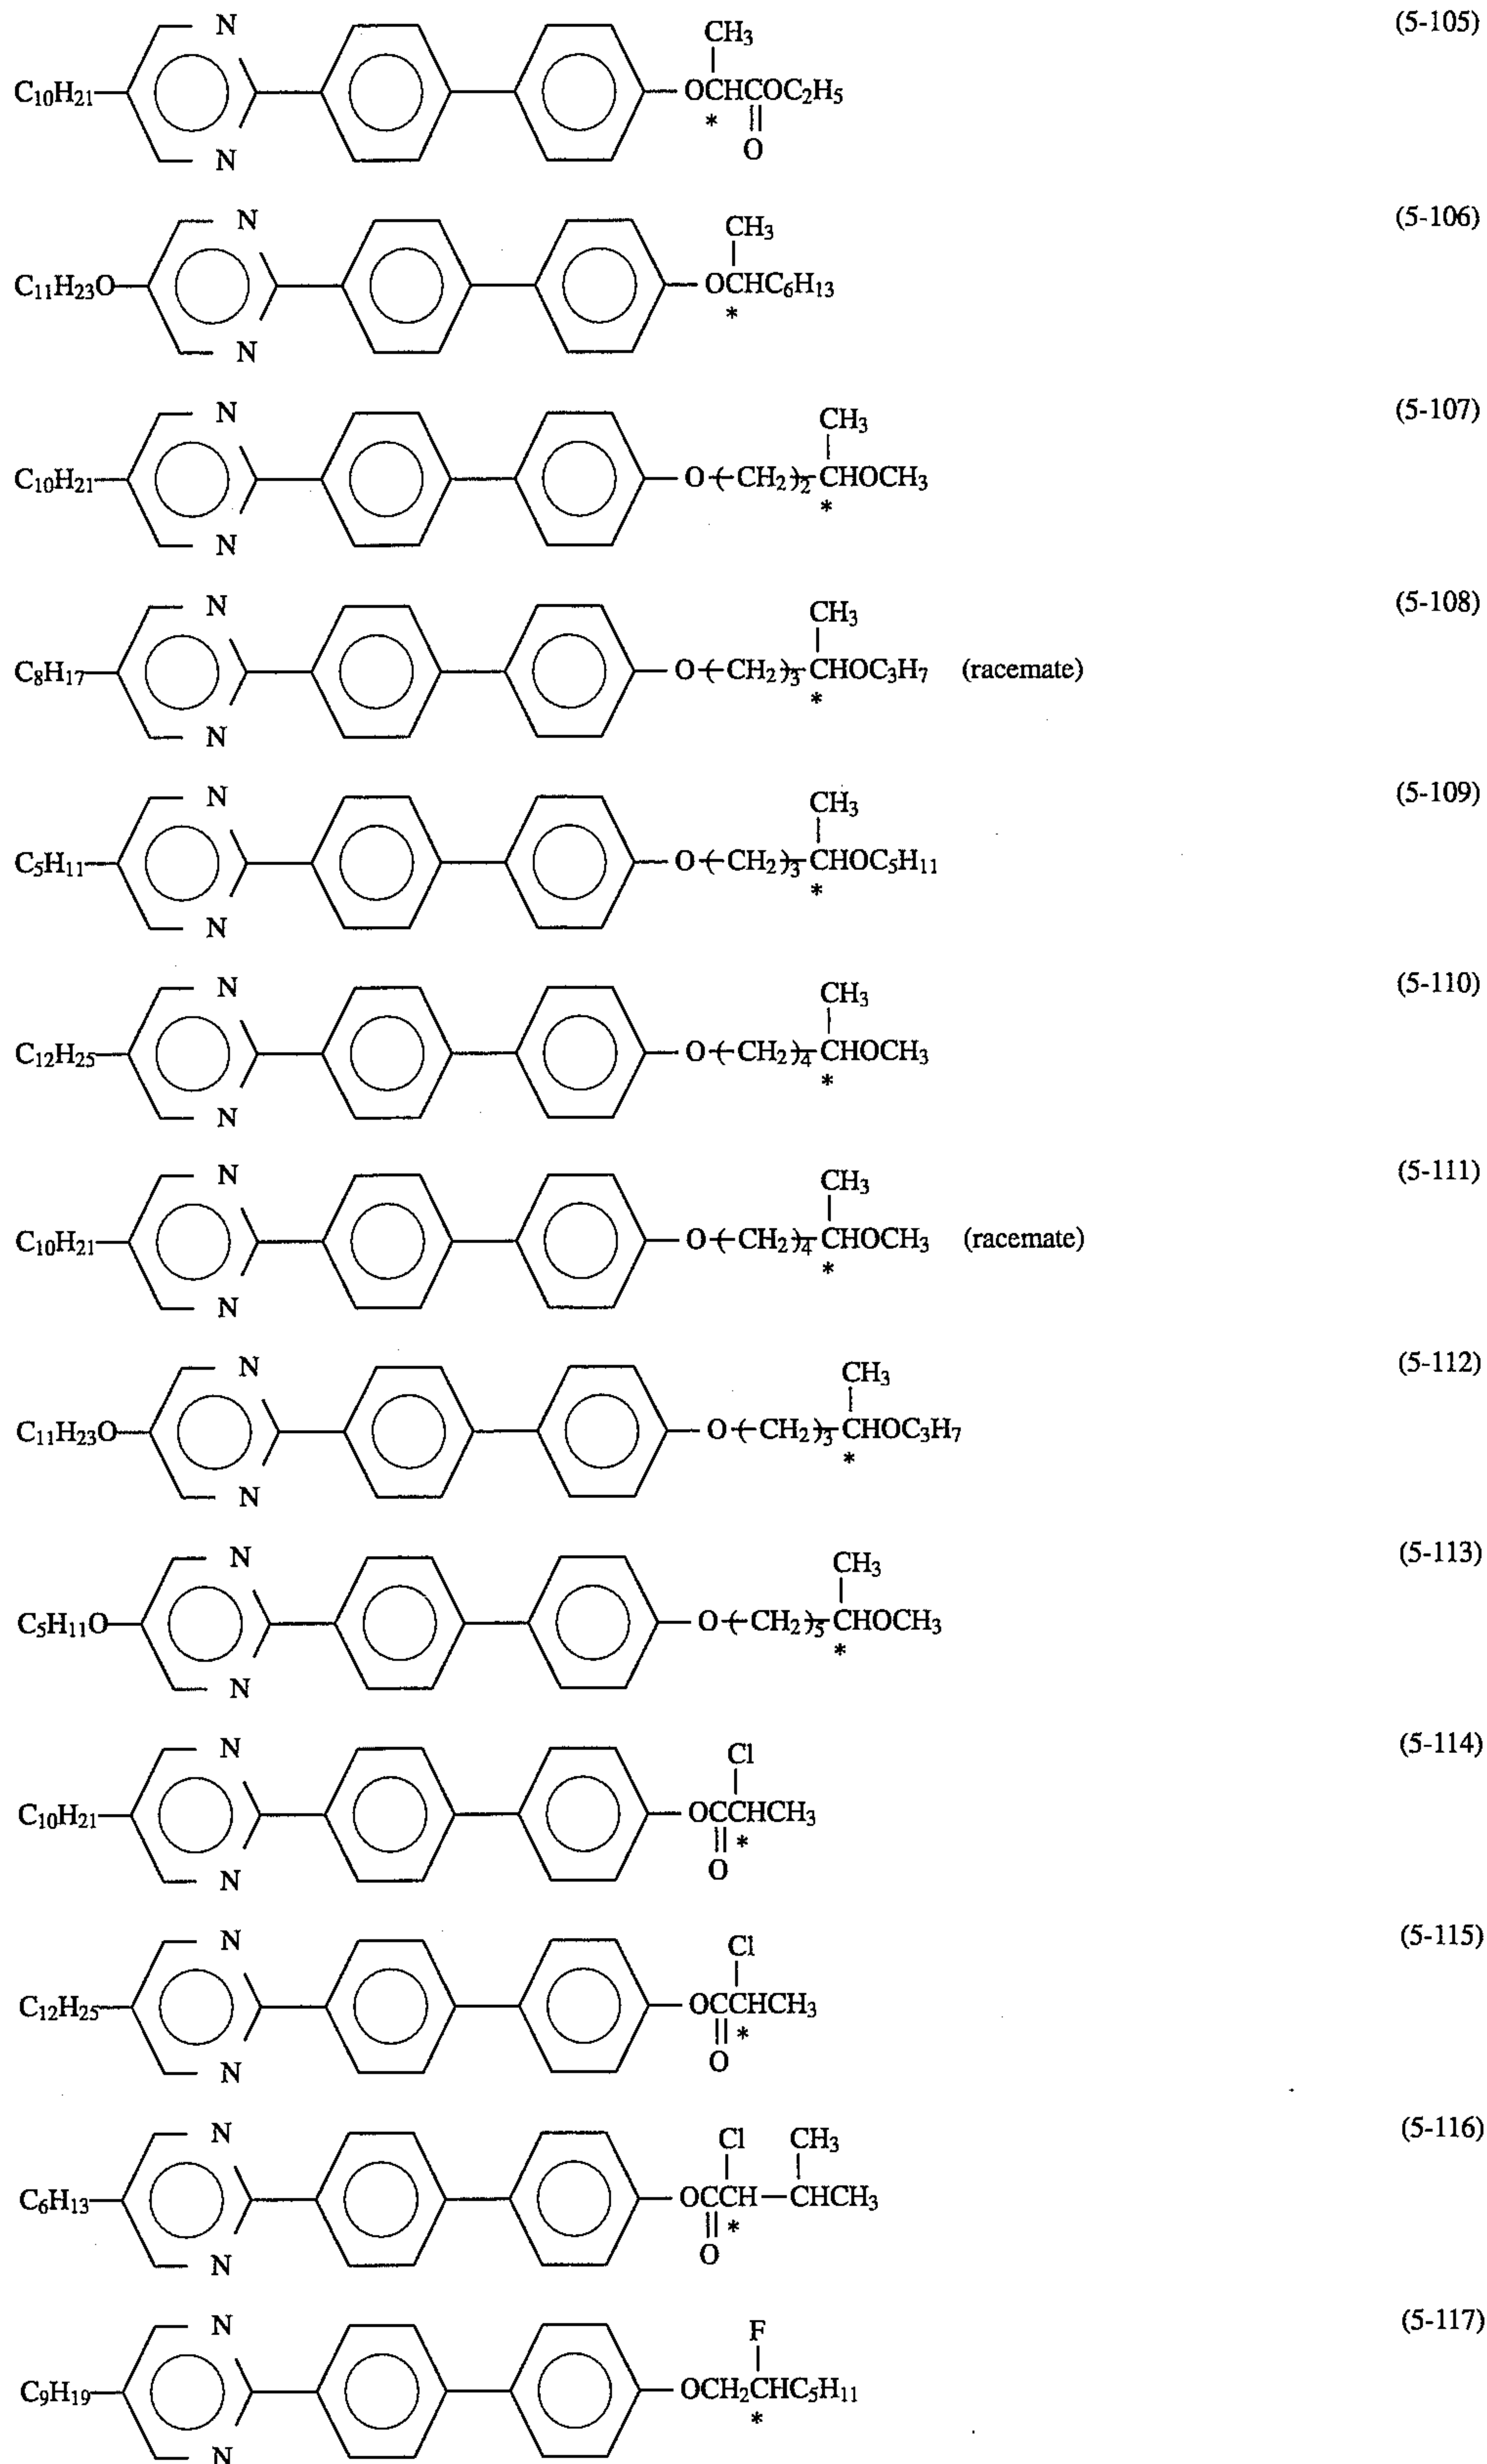 N (5-105)
CH3
C10H21 OCHCOC2H5
* ||
N O
N (5-106)
CH3
C11H23O OCHC6H13
*
N
N (5-107)
CH3
C10H21 O(CH2)2CHOCH3
*
N
N (5-108)
CH3
C8H17 O(CH2)3CHOC3H7 (racemate)
*
N
N (5-109)
CH3
C5H11 O(CH2)3CHOC5H11
*
N
N (5-110)
CH3
C12H25 O(CH2)4CHOCH3
*
N
N (5-111)
CH3
C10H21 O(CH2)4CHOCH3 (racemate)
*
N
N (5-112)
CH3
C11H23O O(CH2)3CHOC3H7
*
N
N (5-113)
CH3
C5H11O O(CH2)5CHOCH3
*
N
N (5-114)
Cl
C10H21 OCCHCH3
|| *
N O
N (5-115)
Cl
C12H25 OCCHCH3
|| *
N O
N (5-116)
Cl CH3
C6H13 OCCH—CHCH3
|| *
N O
N (5-117)
F
C9H19 OCH2CHC5H11
*
N